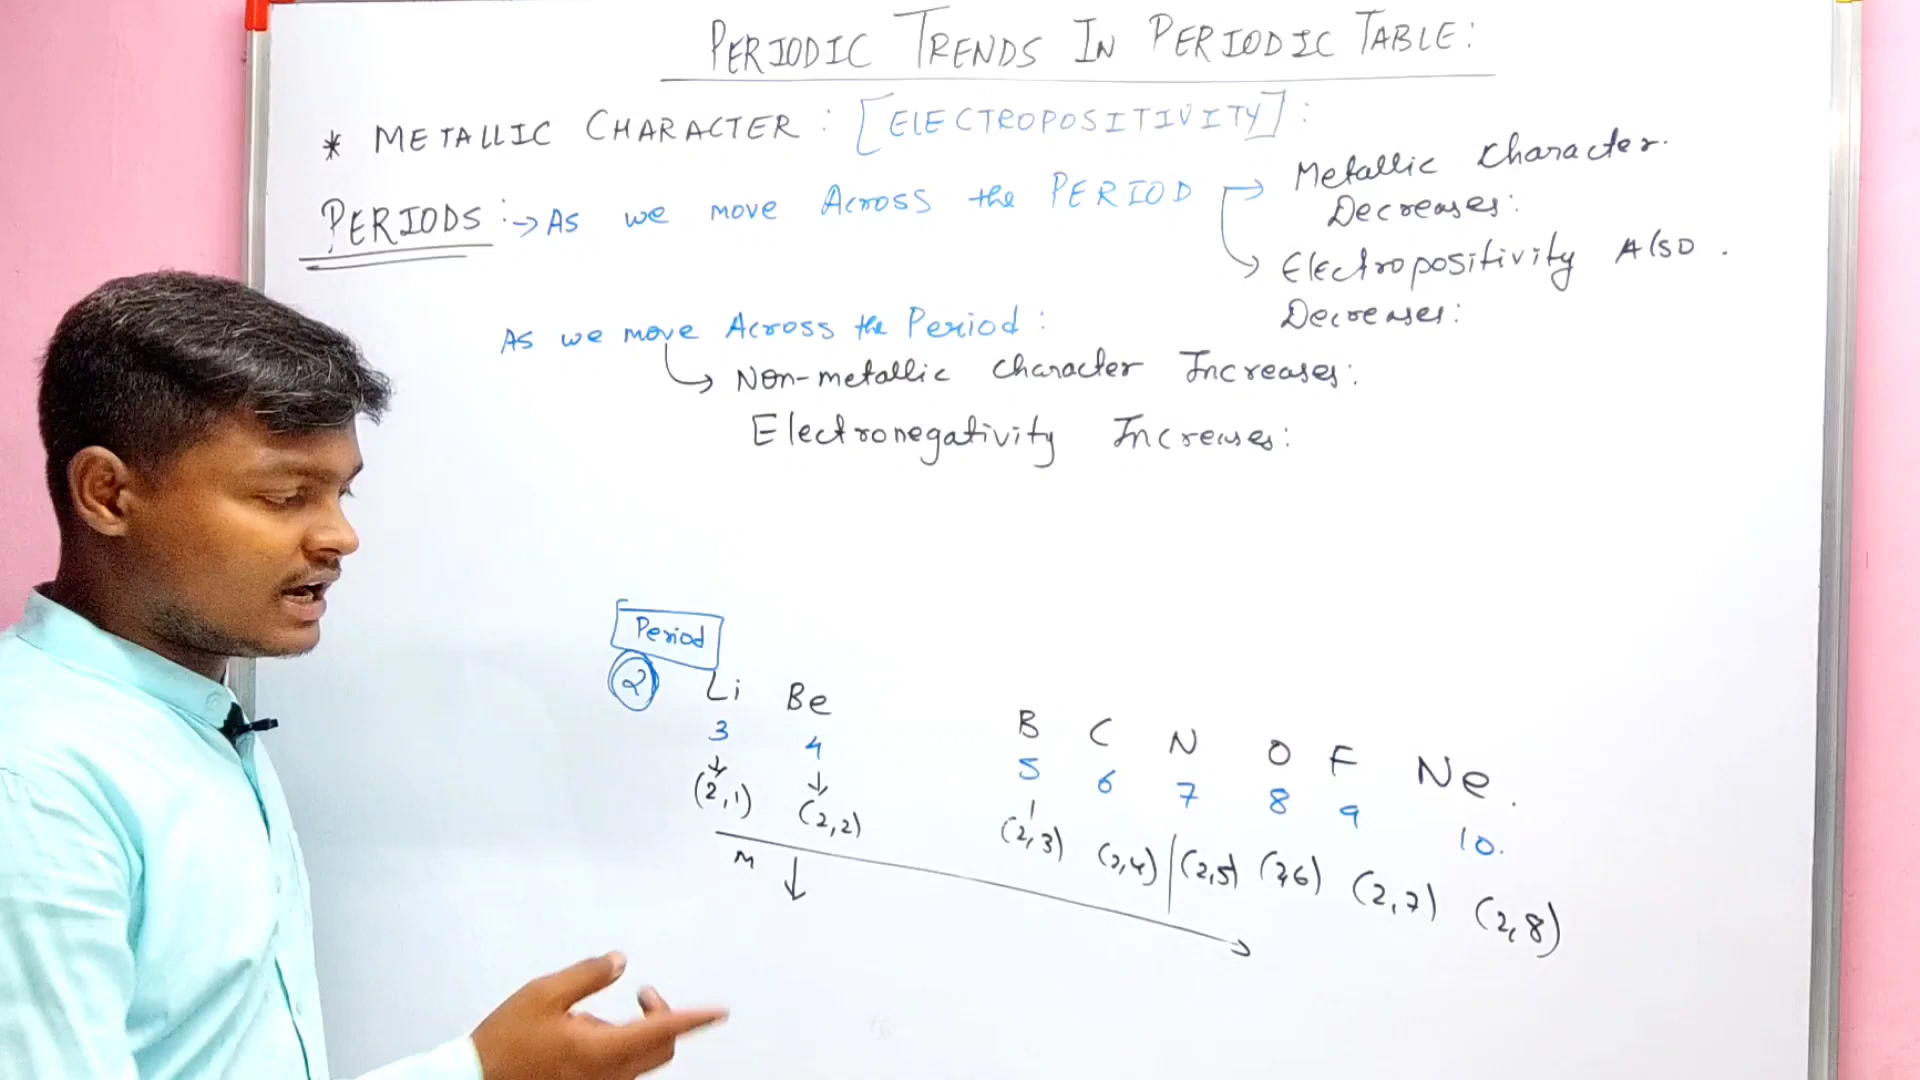 PERIODIC TRENDS IN PERIODIC TABLE:
* METALLIC CHARACTER: [ELECTROPOSITIVITY]:
PERIODS:→ As we move Across the PERIOD → Metallic character.
Decreases:
→ Electropositivity Also.
Decreases:
As we move Across the Period:
→ Non-metallic character Increases:
Electronegativity Increases:
Period
2 Li Be B C N O F Ne.
3 4 5 6 7 8 9 10.
(2,1) (2,2) (2,3) (2,4) (2,5) (2,6) (2,7) (2,8)
M ↓